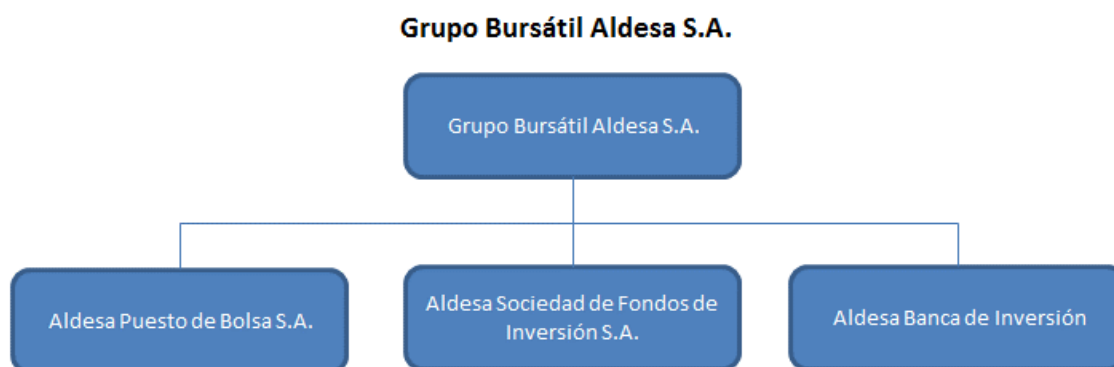 Grupo Bursátil Aldesa S.A.
Grupo Bursátil Aldesa S.A.
Aldesa Puesto de Bolsa S.A.
Aldesa Sociedad de Fondos de
Inversión S.A.
Aldesa Banca de Inversión